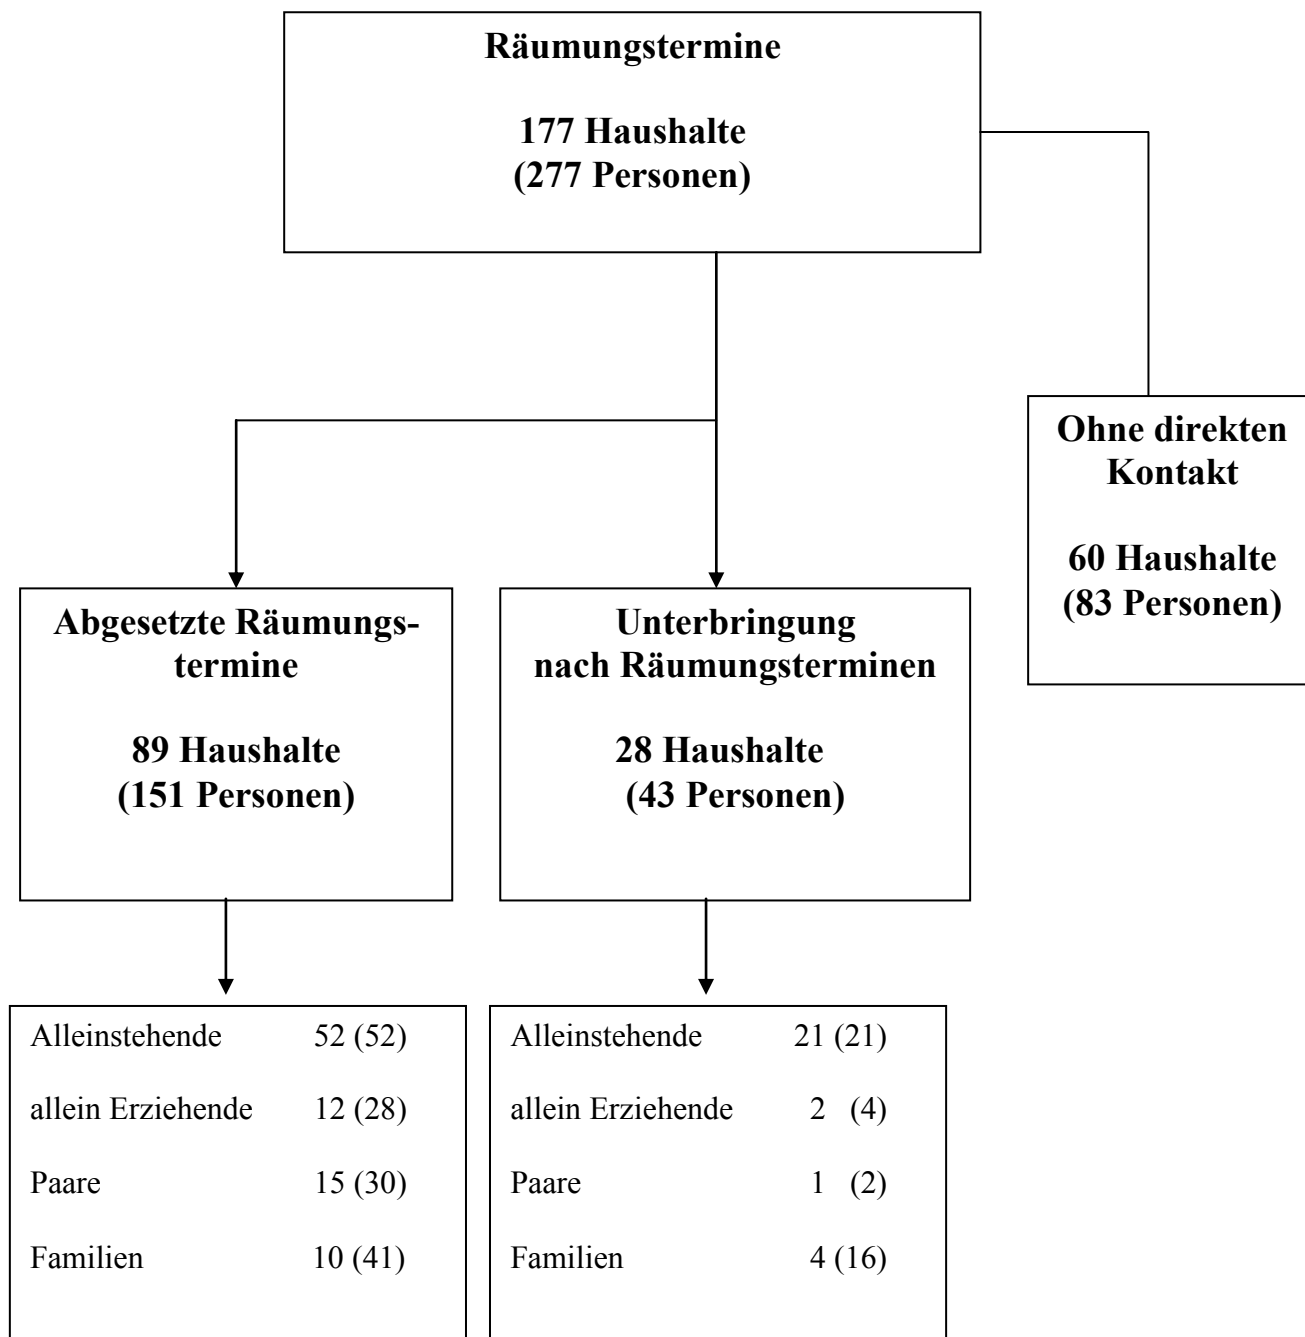 Räumungstermine
177 Haushalte
(277 Personen)
Ohne direkten
Kontakt
60 Haushalte
(83 Personen)
Abgesetzte Räumungs-
termine
89 Haushalte
(151 Personen)
Unterbringung
nach Räumungsterminen
28 Haushalte
(43 Personen)
Alleinstehende 52 (52)
allein Erziehende 12 (28)
Paare 15 (30)
Familien 10 (41)
Alleinstehende 21 (21)
allein Erziehende 2 (4)
Paare 1 (2)
Familien 4 (16)